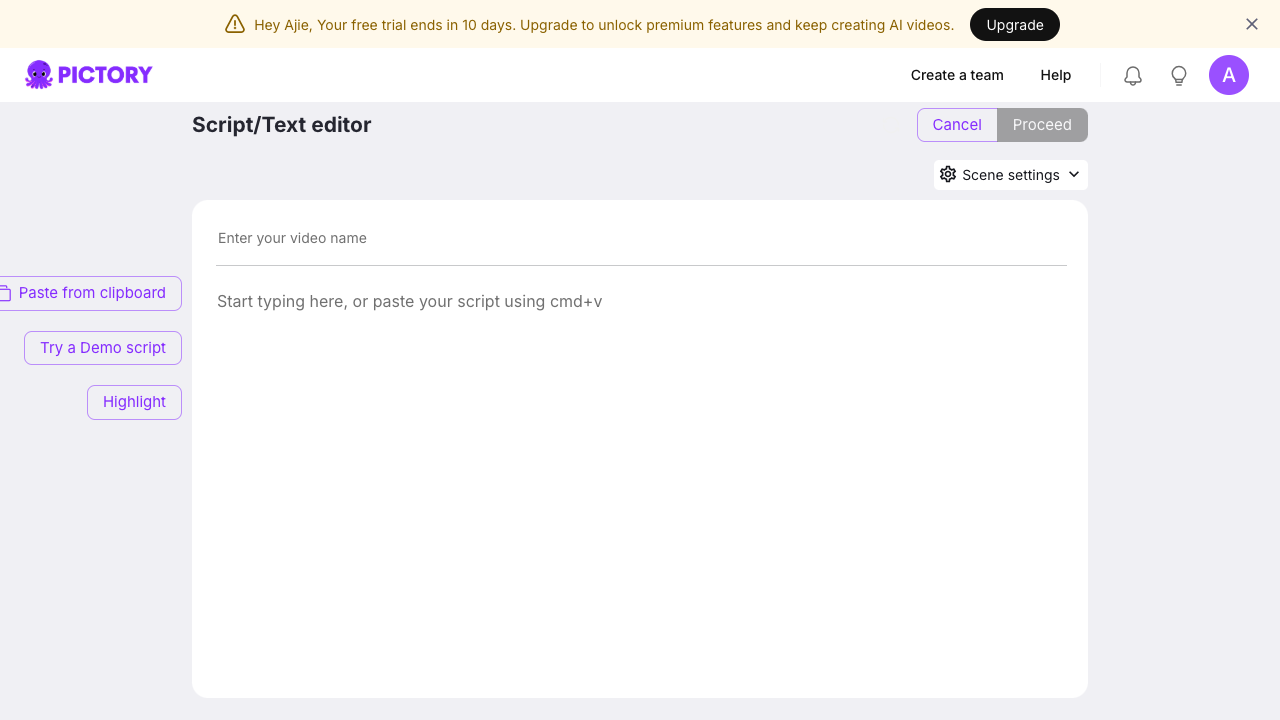 Hey Ajie, Your free trial ends in 10 days. Upgrade to unlock premium features and keep creating AI videos.
Upgrade
PICTORY
Create a team
Help
A
Script/Text editor
Cancel
Proceed
Scene settings
Enter your video name
Paste from clipboard
Start typing here, or paste your script using cmd+v
Try a Demo script
Highlight